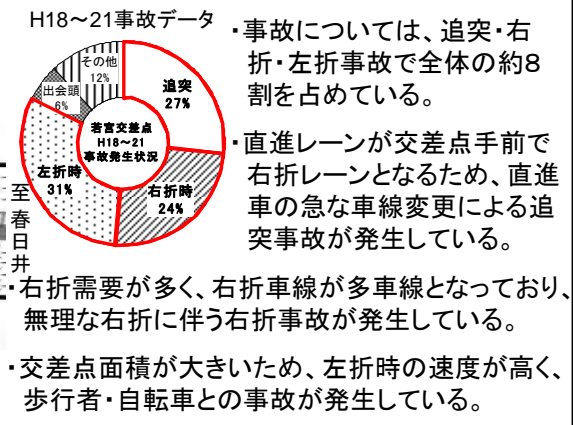 H18～21事故データ
その他
12%
出会頭
6%
追突
27%
若宮交差点
H18～21
事故発生状況
左折時
31%
右折時
24%
至春日井
・事故については、追突・右
折・左折事故で全体の約８
割を占めている。
・直進レーンが交差点手前で
右折レーンとなるため、直進
車の急な車線変更による追
突事故が発生している。
・右折需要が多く、右折車線が多車線となっており、
無理な右折に伴う右折事故が発生している。
・交差点面積が大きいため、左折時の速度が高く、
歩行者・自転車との事故が発生している。